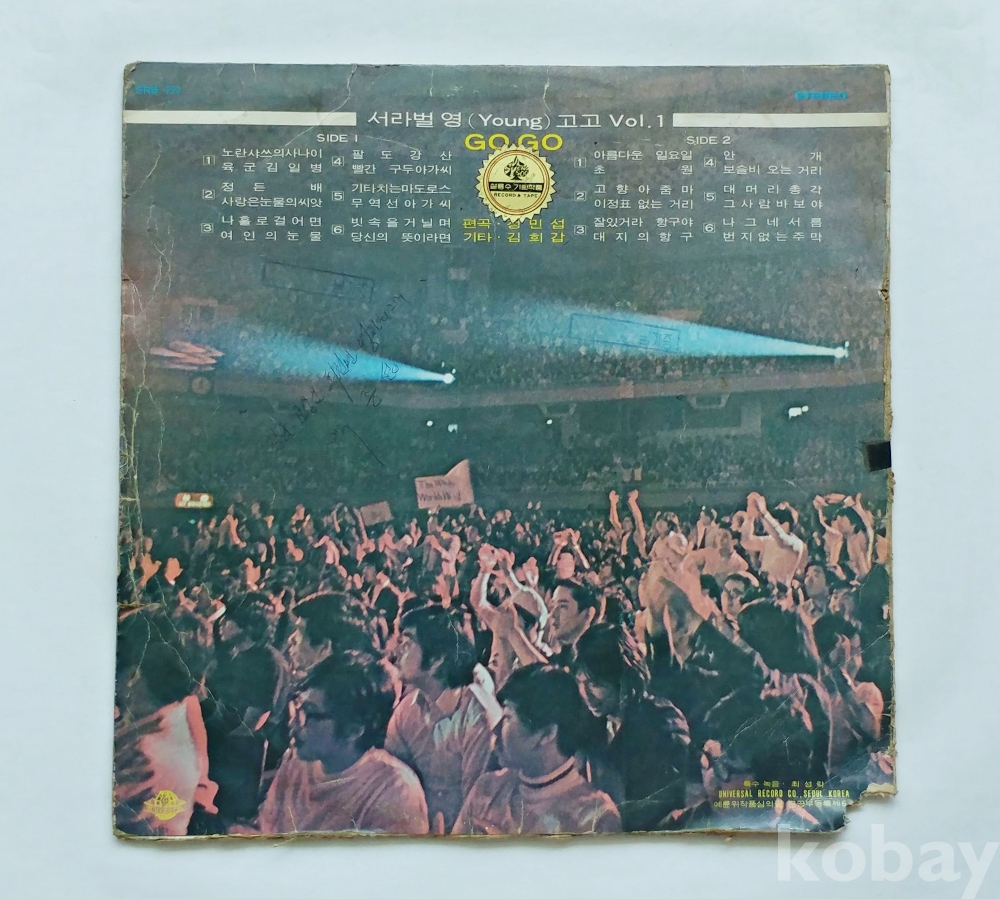 STEREO
서라벌 영 (Young) 고고 Vol.1
GO GO
SIDE 1
1 노란샤쓰의사나이
육군김일병
2 정든배
사랑은눈물의씨앗
3 나홀로걸어면
여인의눈물
4 팔도강산
빨간 구두아가씨
5 기타치는마도로스
무역선아가씨
6 빗속을거닐며
당신의 뜻이라면
RECORD & TAPE
편곡 · 민섭
기타 · 김희갑
SIDE 2
1 아름다운 일요일
초원
2 고향아줌마
이정표 없는 거리
3 잘있거라 항구야
대지의항구
4 안개
보슬비 오는 거리
5 대머리총각
그사람바보야
6 나그네서름
번지없는주막
The Who
특수 녹음 · 최성락
UNIVERSAL RECORD CO., SEOUL KOREA
kobay